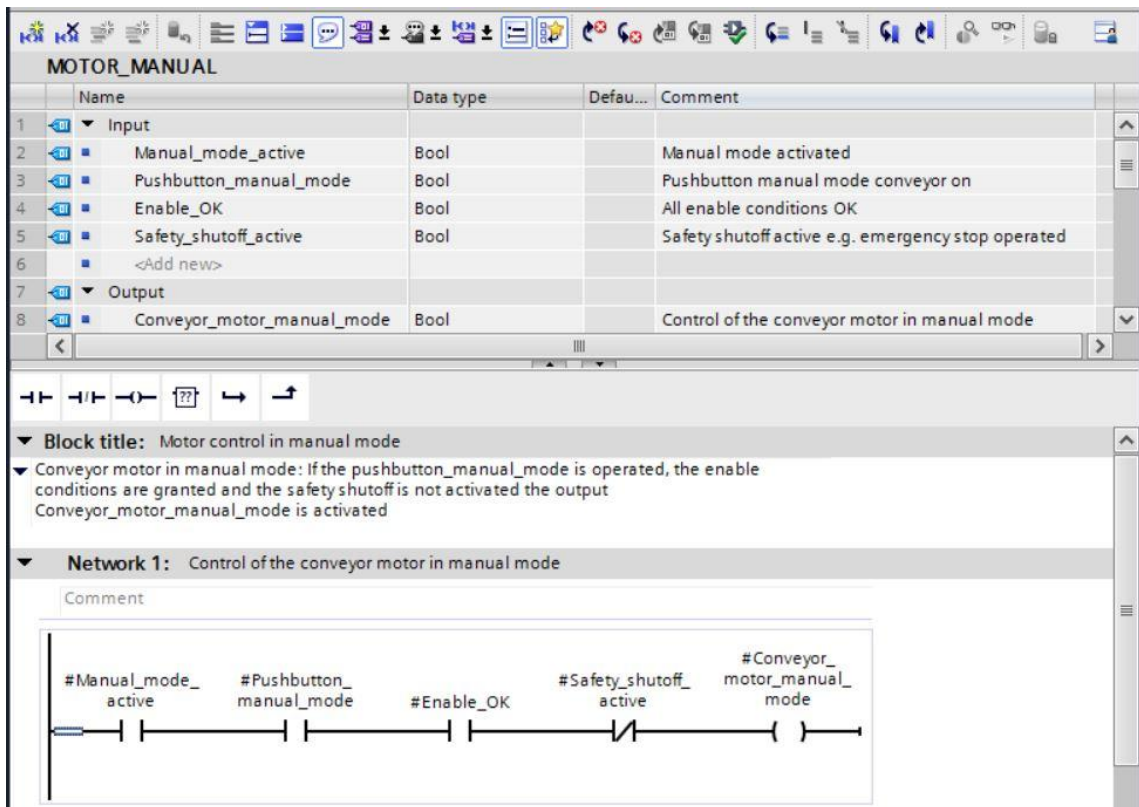 MOTOR_MANUAL
Name Data type Defau... Comment
1 Input
2 Manual_mode_active Bool Manual mode activated
3 Pushbutton_manual_mode Bool Pushbutton manual mode conveyor on
4 Enable_OK Bool All enable conditions OK
5 Safety_shutoff_active Bool Safety shutoff active e.g. emergency stop operated
6 <Add new>
7 Output
8 Conveyor_motor_manual_mode Bool Control of the conveyor motor in manual mode
??
Block title: Motor control in manual mode
Conveyor motor in manual mode: If the pushbutton_manual_mode is operated, the enable
conditions are granted and the safety shutoff is not activated the output
Conveyor_motor_manual_mode is activated
Network 1: Control of the conveyor motor in manual mode
Comment
#Manual_mode_
active
#Pushbutton_
manual_mode
#Enable_OK
#Safety_shutoff_
active
#Conveyor_
motor_manual_
mode